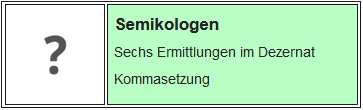 ?
Semikologen
Sechs Ermittlungen im Dezernat
Kommasetzung